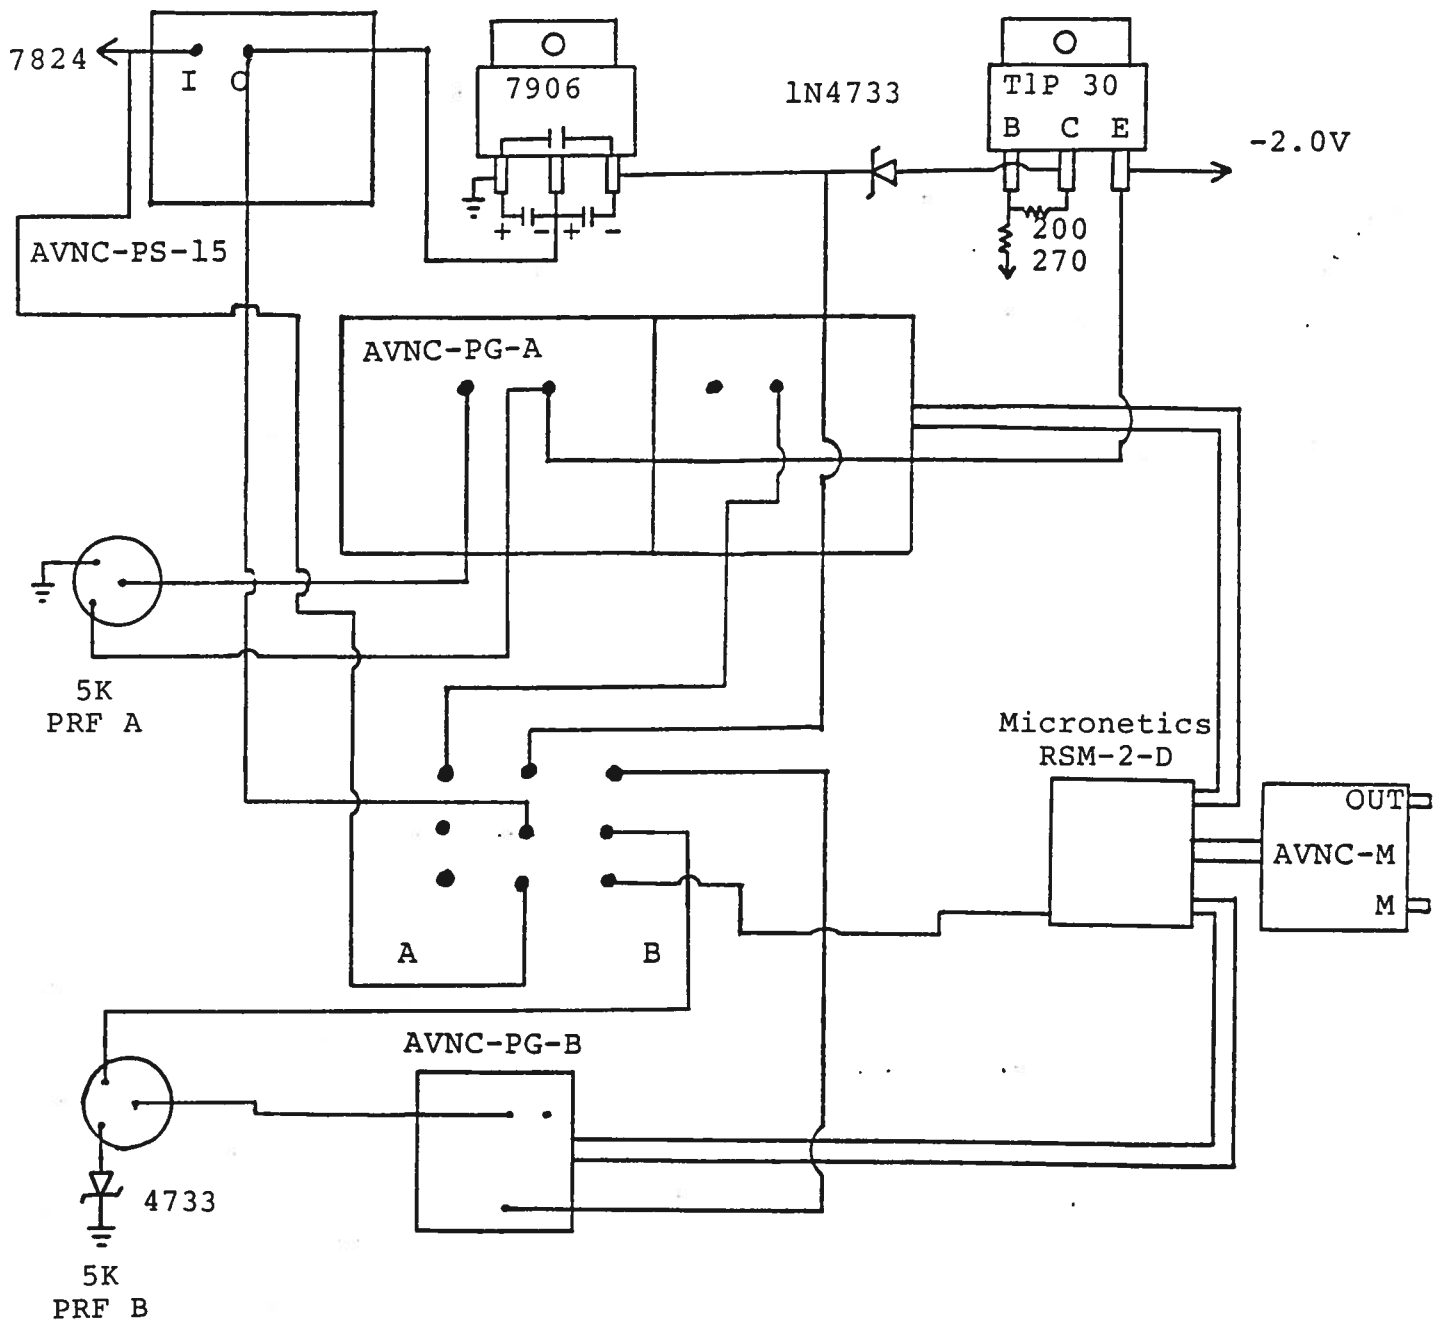 7824
I O
AVNC-PS-15
7906
+ - + -
1N4733
T1P 30
B C E
-2.0V
200
270
AVNC-PG-A
5K
PRF A
Micronetics
RSM-2-D
OUT
AVNC-M
M
A B
AVNC-PG-B
4733
5K
PRF B